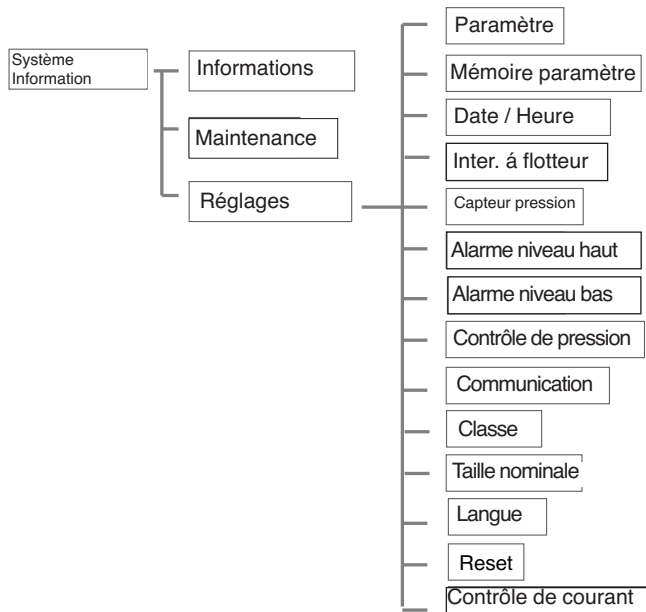 Système
Information
Informations
Maintenance
Réglages
Paramètre
Mémoire paramètre
Date / Heure
Inter. á flotteur
Capteur pression
Alarme niveau haut
Alarme niveau bas
Contrôle de pression
Communication
Classe
Taille nominale
Langue
Reset
Contrôle de courant